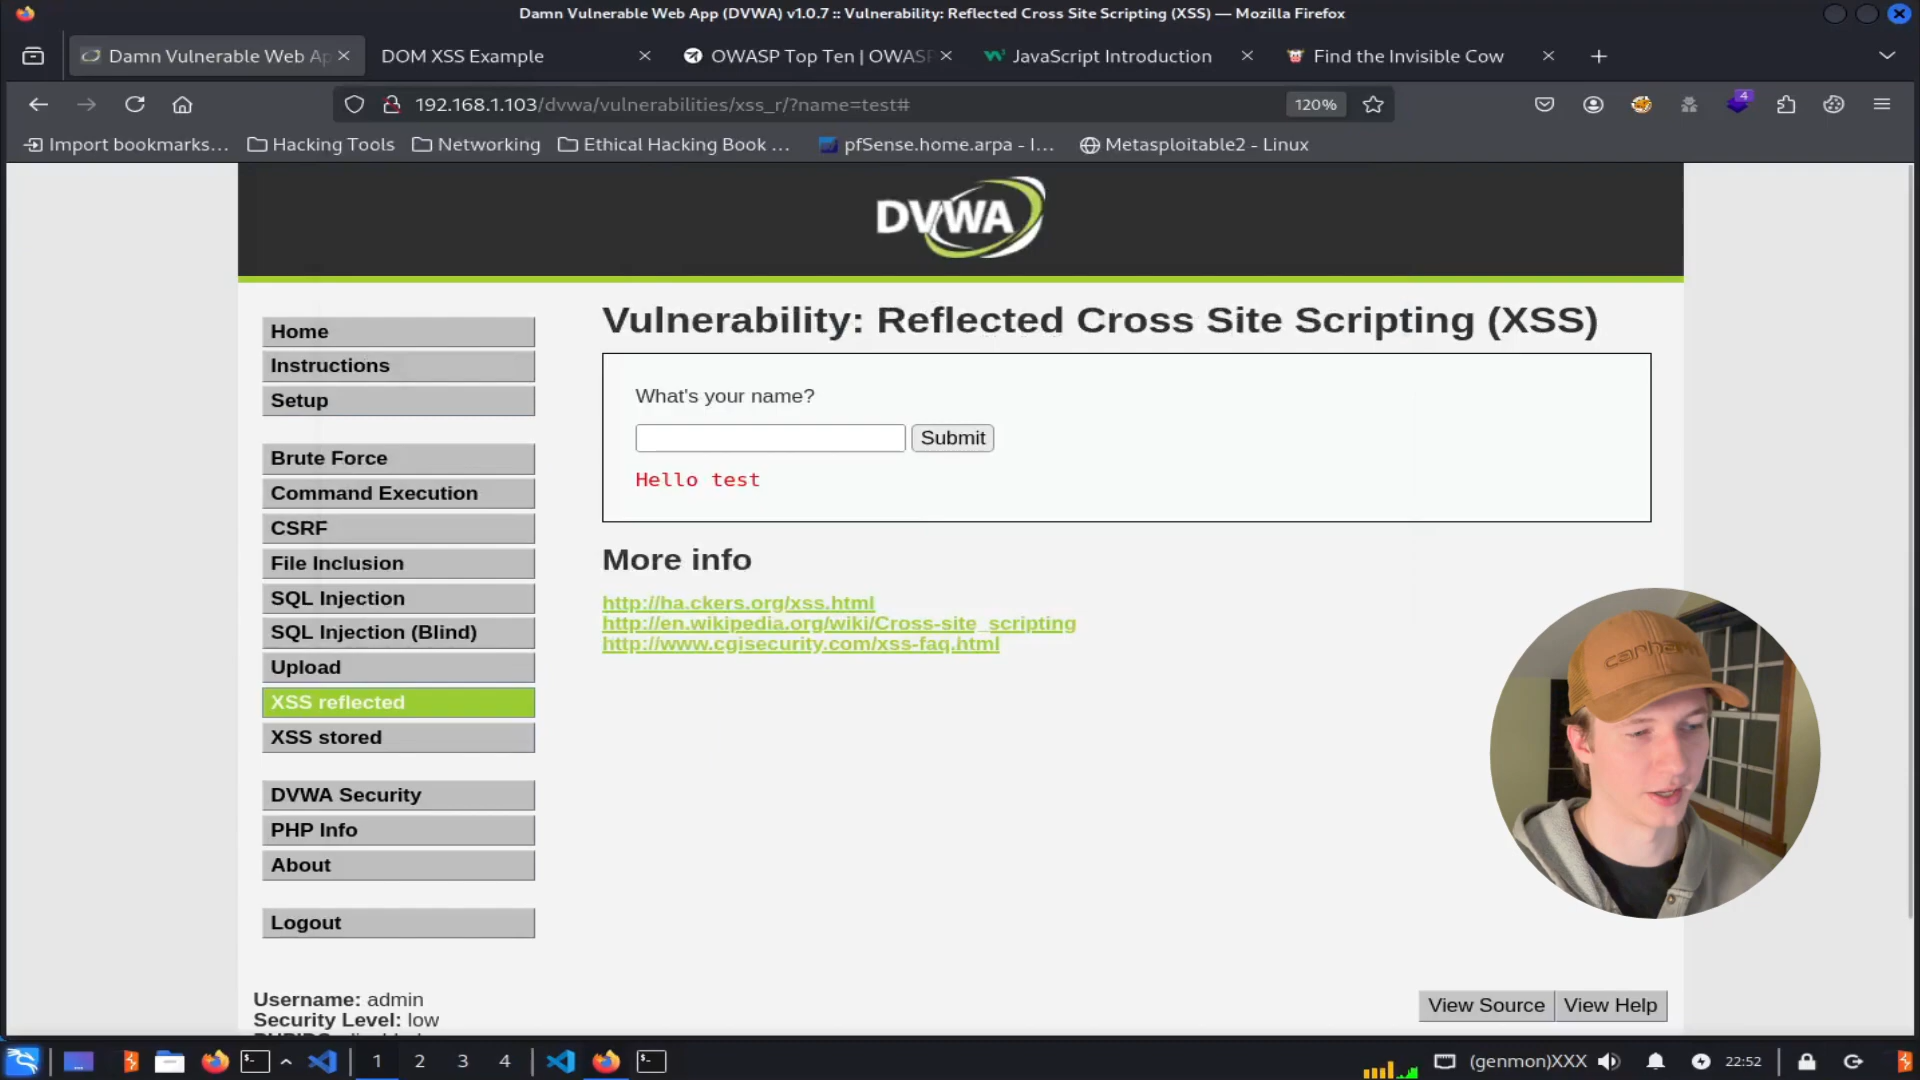 Damn Vulnerable Web App (DVWA) v1.0.7 :: Vulnerability: Reflected Cross Site Scripting (XSS) — Mozilla Firefox
Damn Vulnerable Web Ap
DOM XSS Example
OWASP Top Ten | OWASP
JavaScript Introduction
Find the Invisible Cow
192.168.1.103/dvwa/vulnerabilities/xss_r/?name=test#
120%
4
Import bookmarks...
Hacking Tools
Networking
Ethical Hacking Book ...
pfSense.home.arpa - I...
Metasploitable2 - Linux
DVWA
Home
Instructions
Setup
Brute Force
Command Execution
CSRF
File Inclusion
SQL Injection
SQL Injection (Blind)
Upload
XSS reflected
XSS stored
DVWA Security
PHP Info
About
Logout
Vulnerability: Reflected Cross Site Scripting (XSS)
What's your name?
Submit
Hello test
More info
http://ha.ckers.org/xss.html
http://en.wikipedia.org/wiki/Cross-site_scripting
http://www.cgisecurity.com/xss-faq.html
carhartt
Username: admin
Security Level: low
View Source
View Help
1
2
3
4
(genmon)XXX
22:52